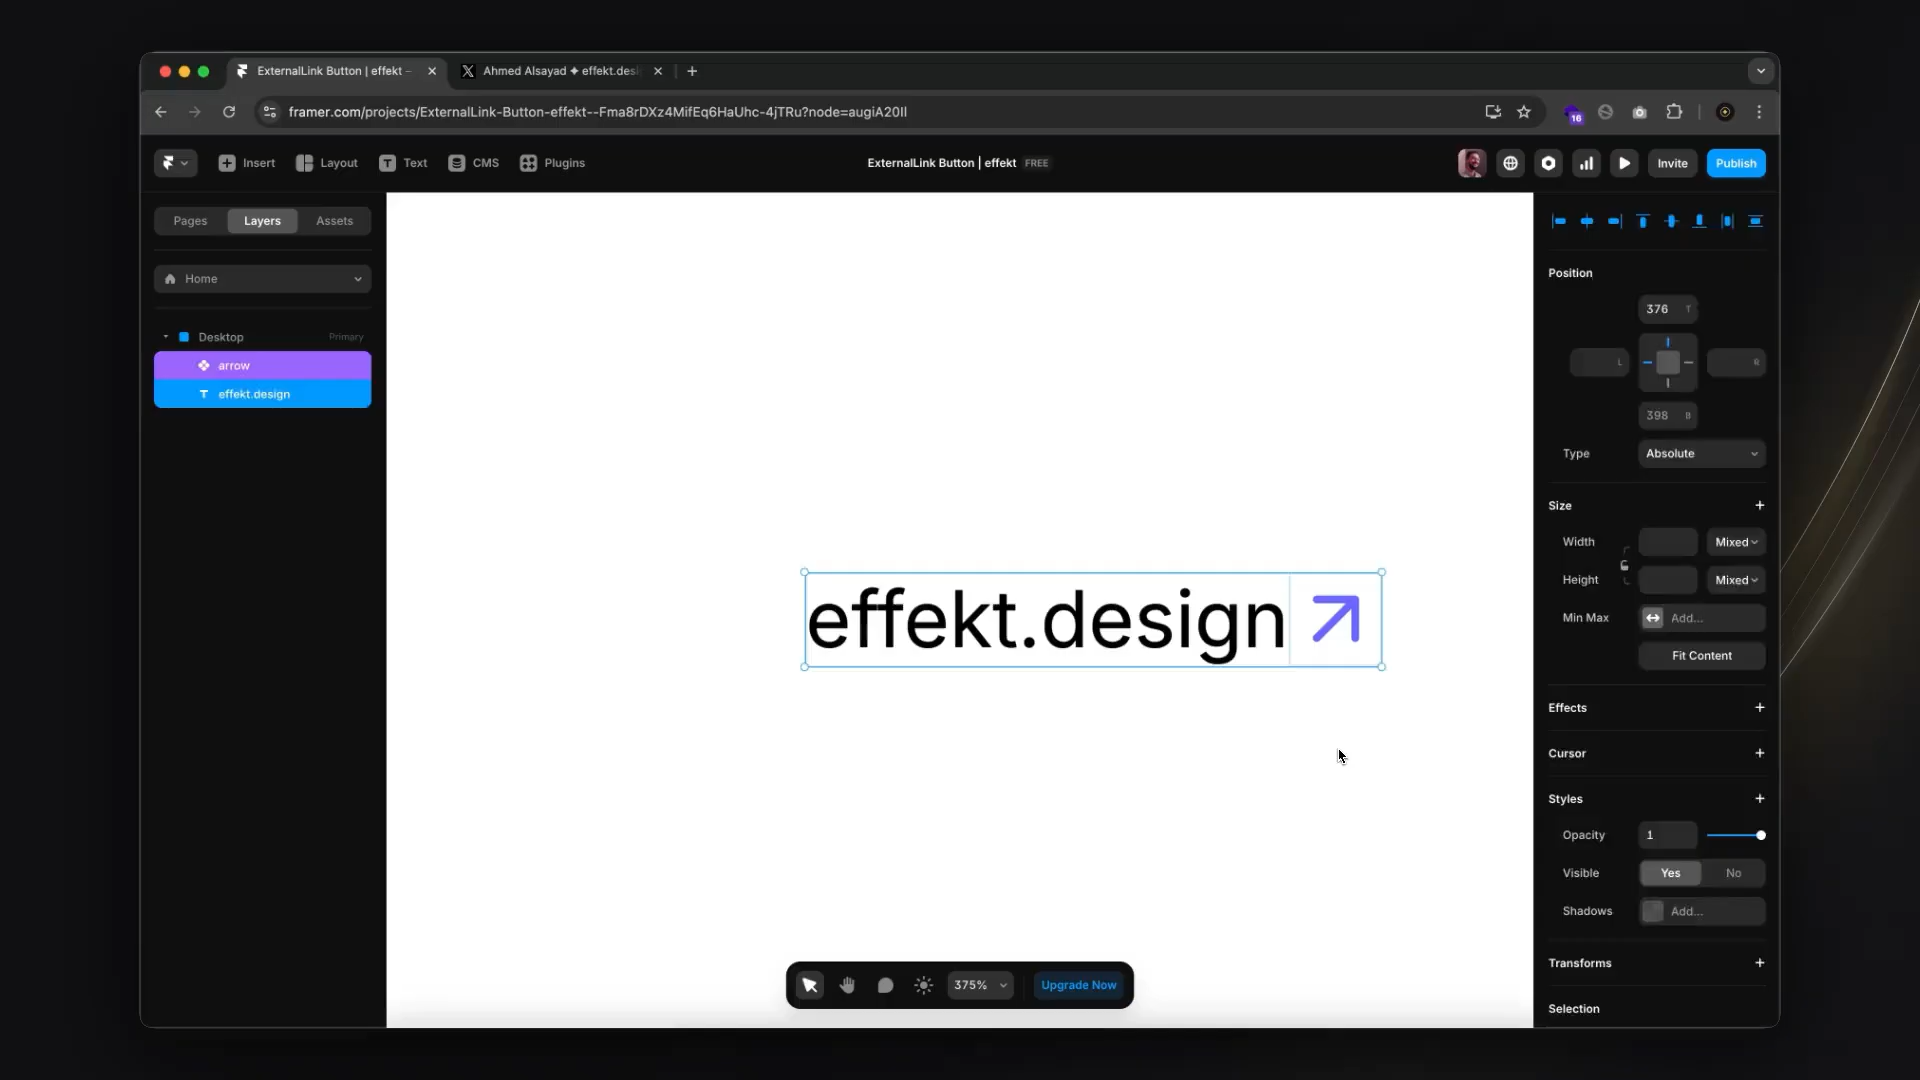 ExternalLink Button | effekt –
Ahmed Alsayad ✦ effekt.desi
framer.com/projects/ExternalLink-Button-effekt--Fma8rDXz4MifEq6HaUhc-4jTRu?node=augiA20Il
16
Insert
Layout
Text
CMS
Plugins
ExternalLink Button | effekt FREE
Invite
Publish
Pages
Layers
Assets
Home
Desktop
Primary
arrow
effekt.design
effekt.design
Position
376 T
L
R
398 B
Type
Absolute
Size
Width
Mixed
Height
Mixed
Min Max
Add...
Fit Content
Effects
Cursor
Styles
Opacity
1
Visible
Yes
No
Shadows
Add...
Transforms
Selection
375%
Upgrade Now